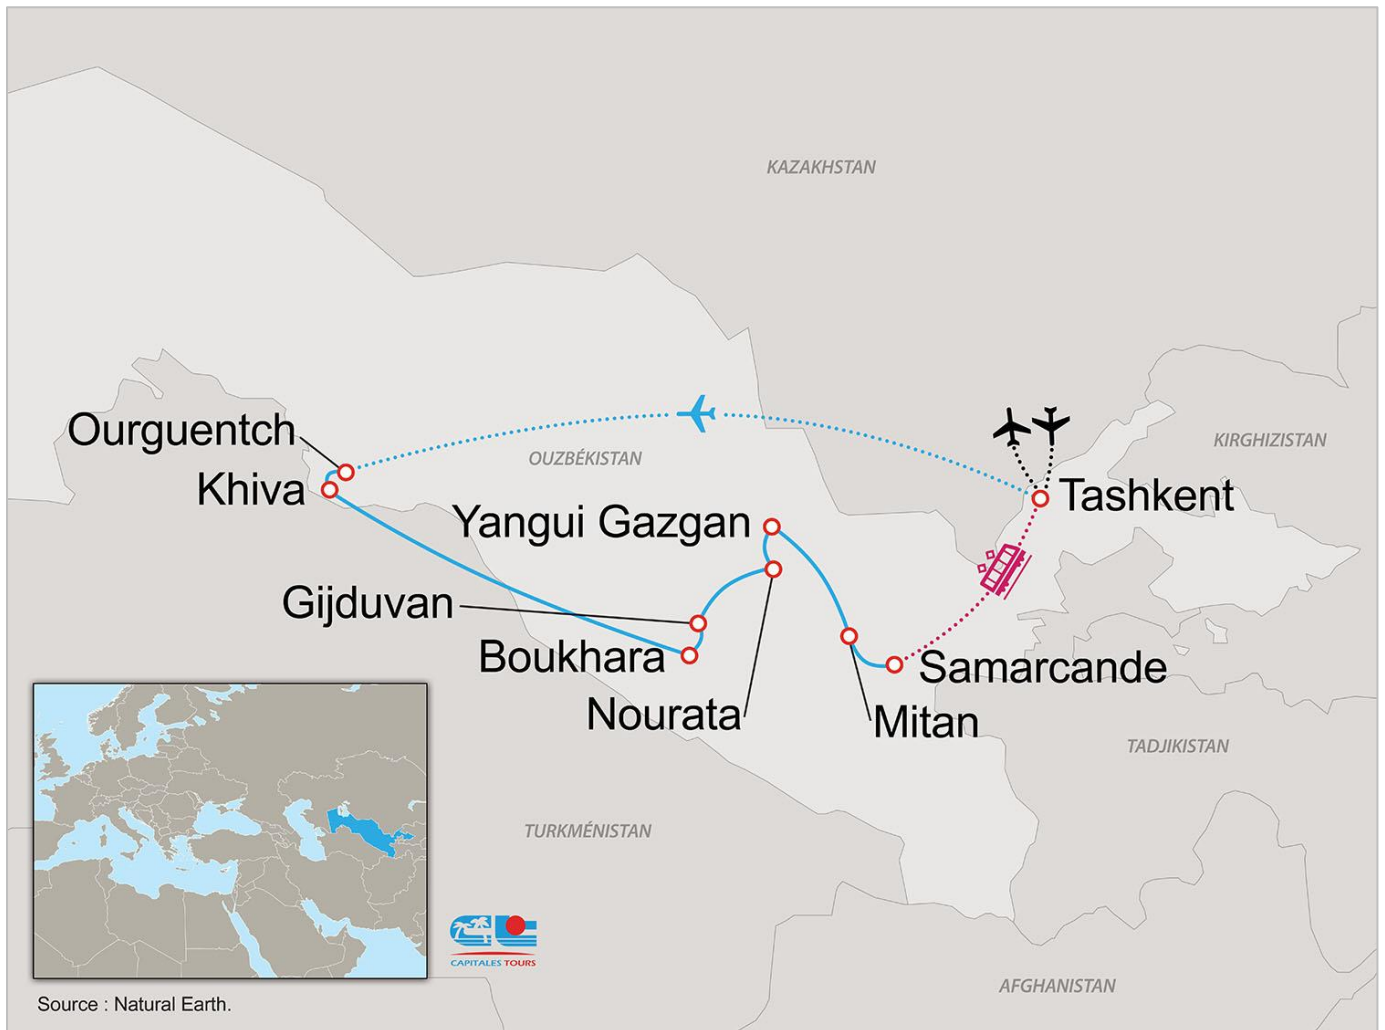 KAZAKHSTAN
Ourguentch
KIRGHIZISTAN
OUZBÉKISTAN
Khiva
Tashkent
Yangui Gazgan
Gijduvan
Boukhara
Samarcande
Nourata
Mitan
TADJIKISTAN
TURKMÉNISTAN
CAPITALES TOURS
AFGHANISTAN
Source : Natural Earth.